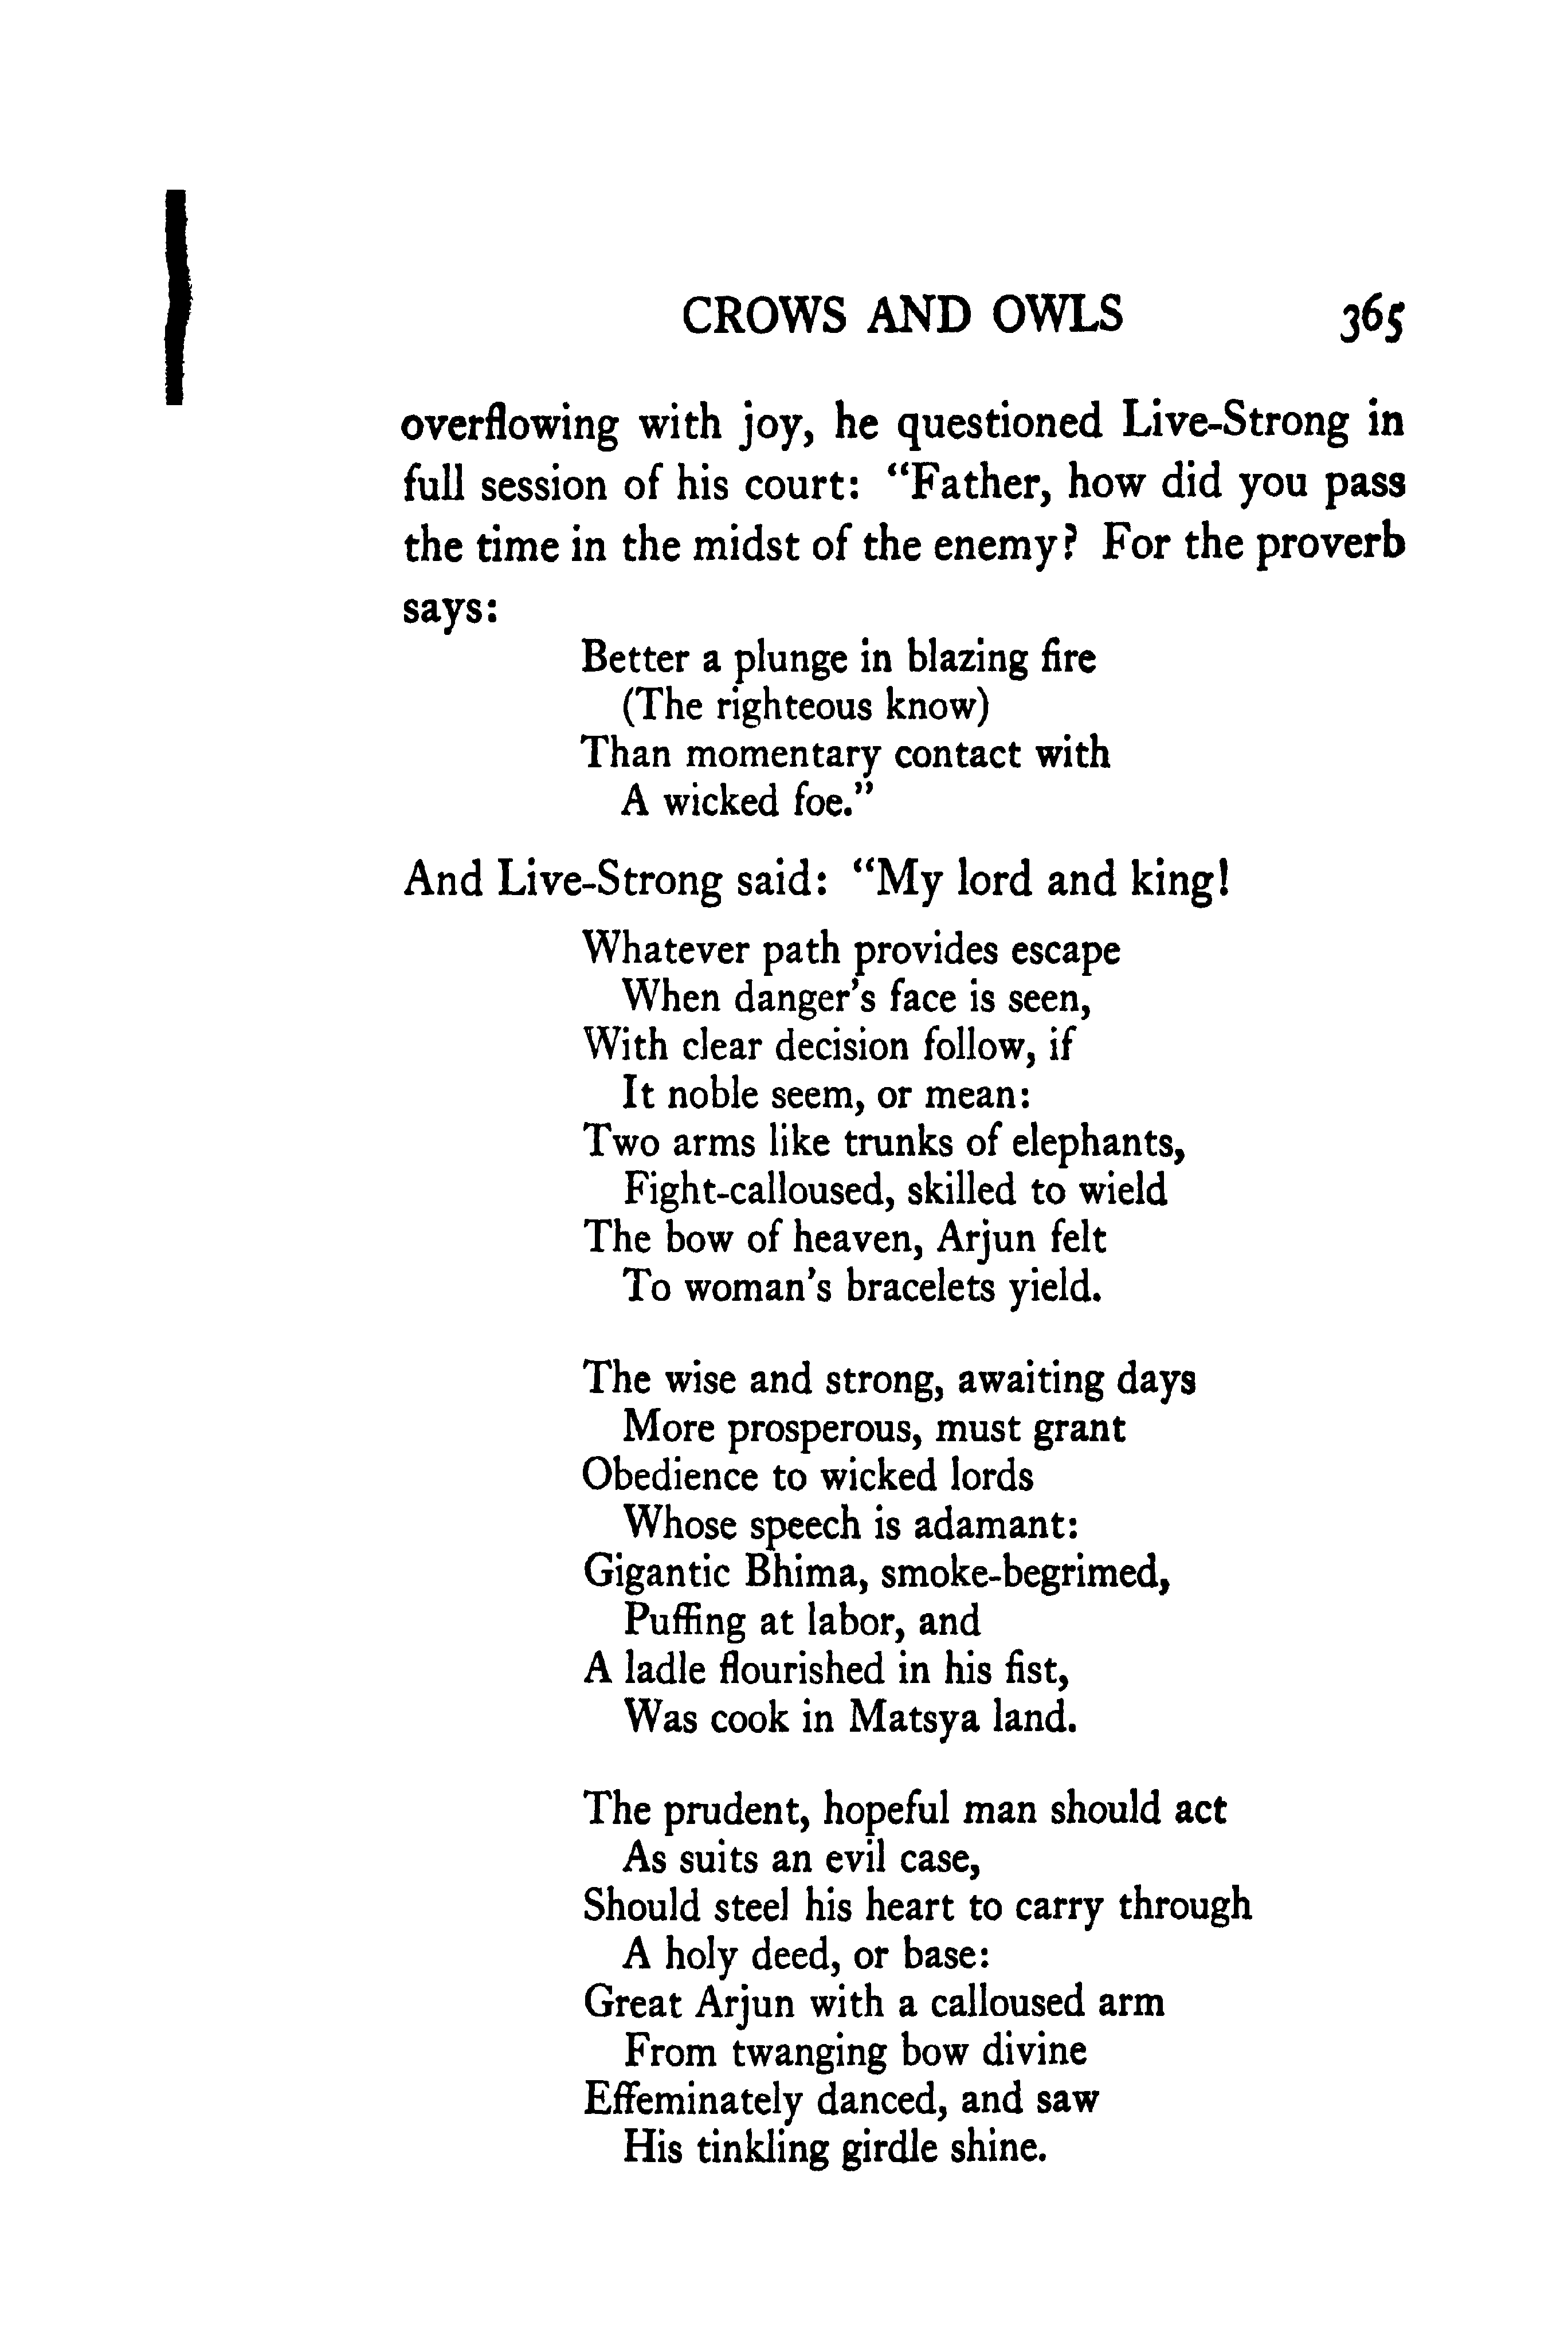 CROWS AND OWLS 365
overflowing with joy, he questioned Live-Strong in
full session of his court: “Father, how did you pass
the time in the midst of the enemy? For the proverb
says:
Better a plunge in blazing fire
(The righteous know)
Than momentary contact with
A wicked foe.”
And Live-Strong said: “My lord and king!
Whatever path provides escape
When danger’s face is seen,
With clear decision follow, if
It noble seem, or mean:
Two arms like trunks of elephants,
Fight-calloused, skilled to wield
The bow of heaven, Arjun felt
To woman’s bracelets yield.
The wise and strong, awaiting days
More prosperous, must grant
Obedience to wicked lords
Whose speech is adamant:
Gigantic Bhima, smoke-begrimed,
Puffing at labor, and
A ladle flourished in his fist,
Was cook in Matsya land.
The prudent, hopeful man should act
As suits an evil case,
Should steel his heart to carry through
A holy deed, or base:
Great Arjun with a calloused arm
From twanging bow divine
Effeminately danced, and saw
His tinkling girdle shine.